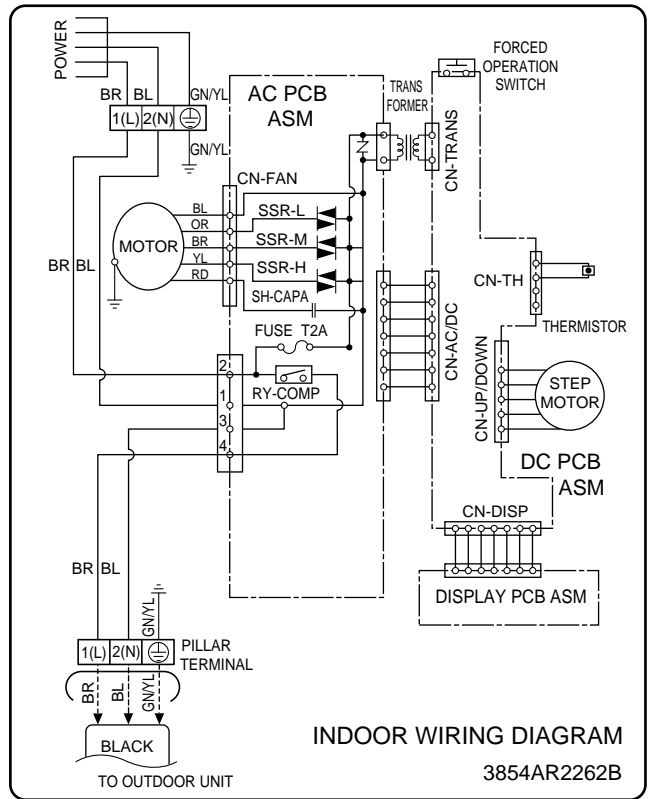 POWER
BR BL GN/YL
1(L) 2(N)
GN/YL
AC PCB
ASM
TRANS
FORMER
FORCED
OPERATION
SWITCH
CN-TRANS
CN-FAN
MOTOR
BL
OR
BR
YL
RD
SSR-L
SSR-M
SSR-H
SH-CAPA
FUSE T2A
RY-COMP
BR BL
2
1
3
4
CN-AC/DC
CN-TH
THERMISTOR
CN-UP/DOWN
STEP
MOTOR
DC PCB
ASM
CN-DISP
DISPLAY PCB ASM
BR BL
GN/YL
1(L) 2(N)
PILLAR
TERMINAL
BR BL GN/YL
BLACK
TO OUTDOOR UNIT
INDOOR WIRING DIAGRAM
3854AR2262B